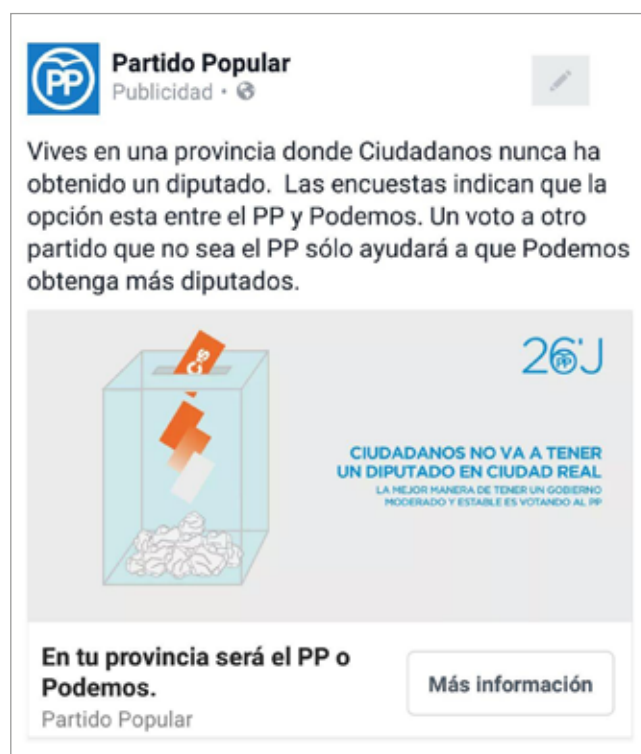 PP
Partido Popular
Publicidad •
Vives en una provincia donde Ciudadanos nunca ha
obtenido un diputado. Las encuestas indican que la
opción esta entre el PP y Podemos. Un voto a otro
partido que no sea el PP sólo ayudará a que Podemos
obtenga más diputados.
C's
26'J
PP
CIUDADANOS NO VA A TENER
UN DIPUTADO EN CIUDAD REAL
LA MEJOR MANERA DE TENER UN GOBIERNO
MODERADO Y ESTABLE ES VOTANDO AL PP
En tu provincia será el PP o
Podemos.
Partido Popular
Más información